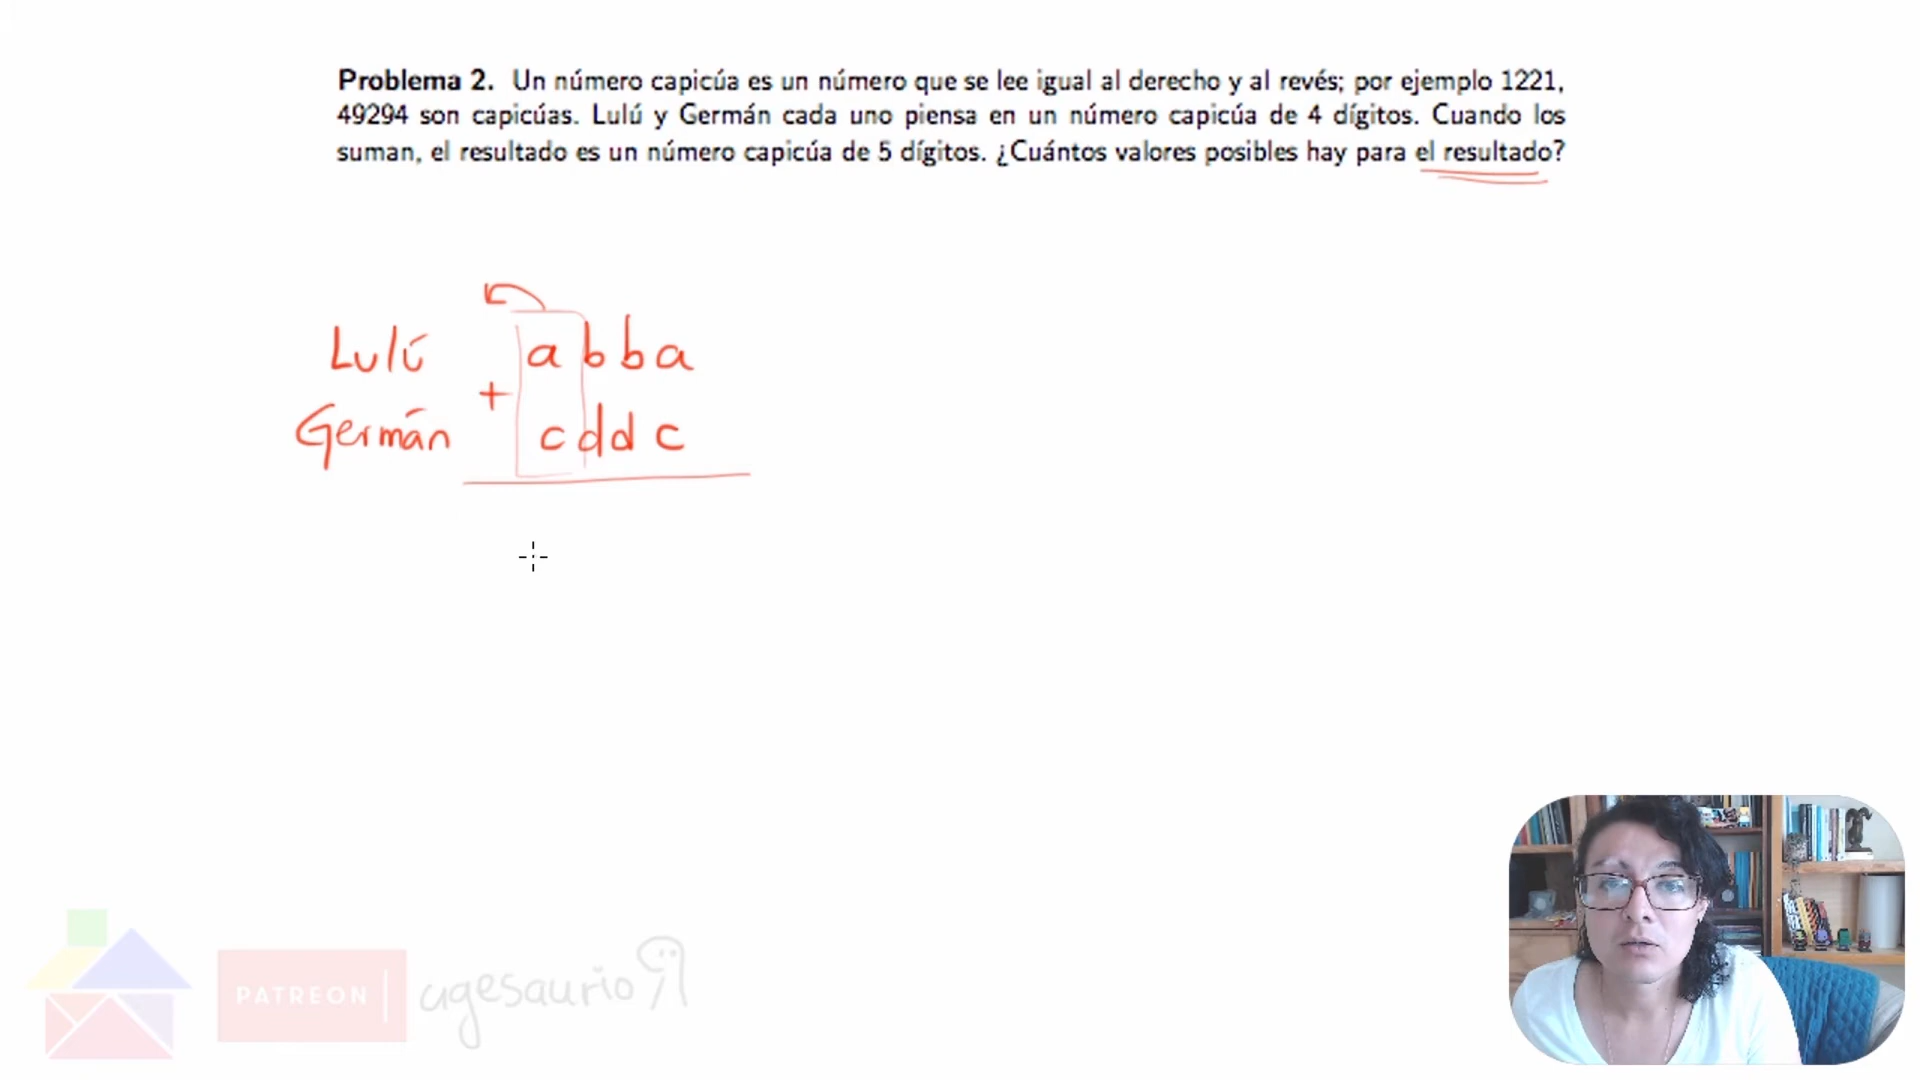 Problema 2. Un número capicúa es un número que se lee igual al derecho y al revés; por ejemplo 1221,
49294 son capicúas. Lulú y Germán cada uno piensa en un número capicúa de 4 dígitos. Cuando los
suman, el resultado es un número capicúa de 5 dígitos. ¿Cuántos valores posibles hay para el resultado?
Lulú a b b a
+
Germán c d d c
PATREON | agesaurio